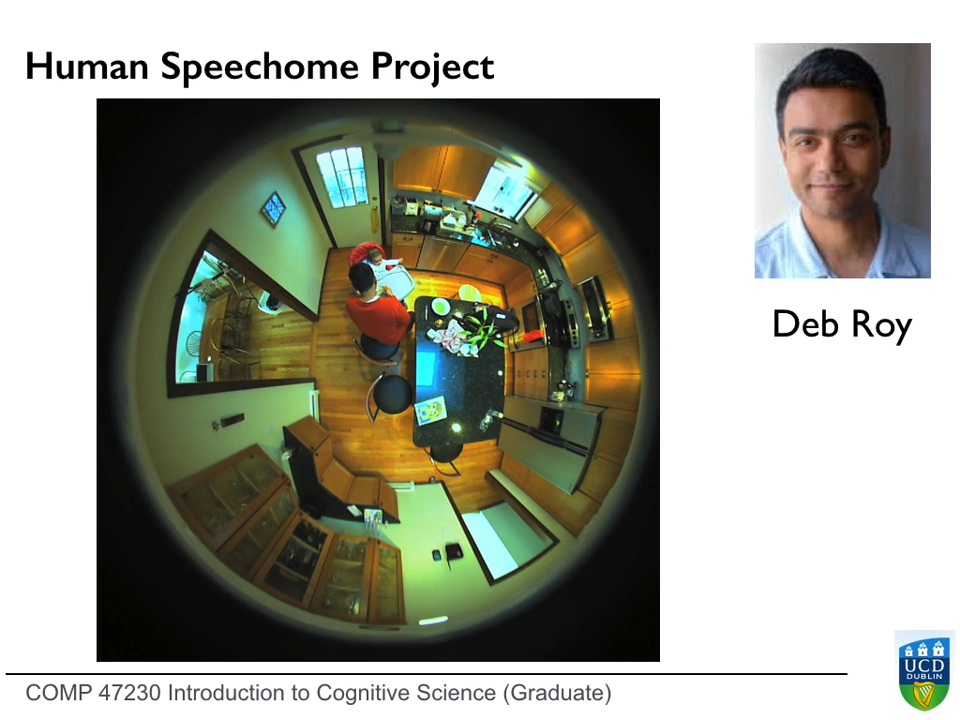 Human Speechome Project
Deb Roy
UCD
DUBLIN
COMP 47230 Introduction to Cognitive Science (Graduate)